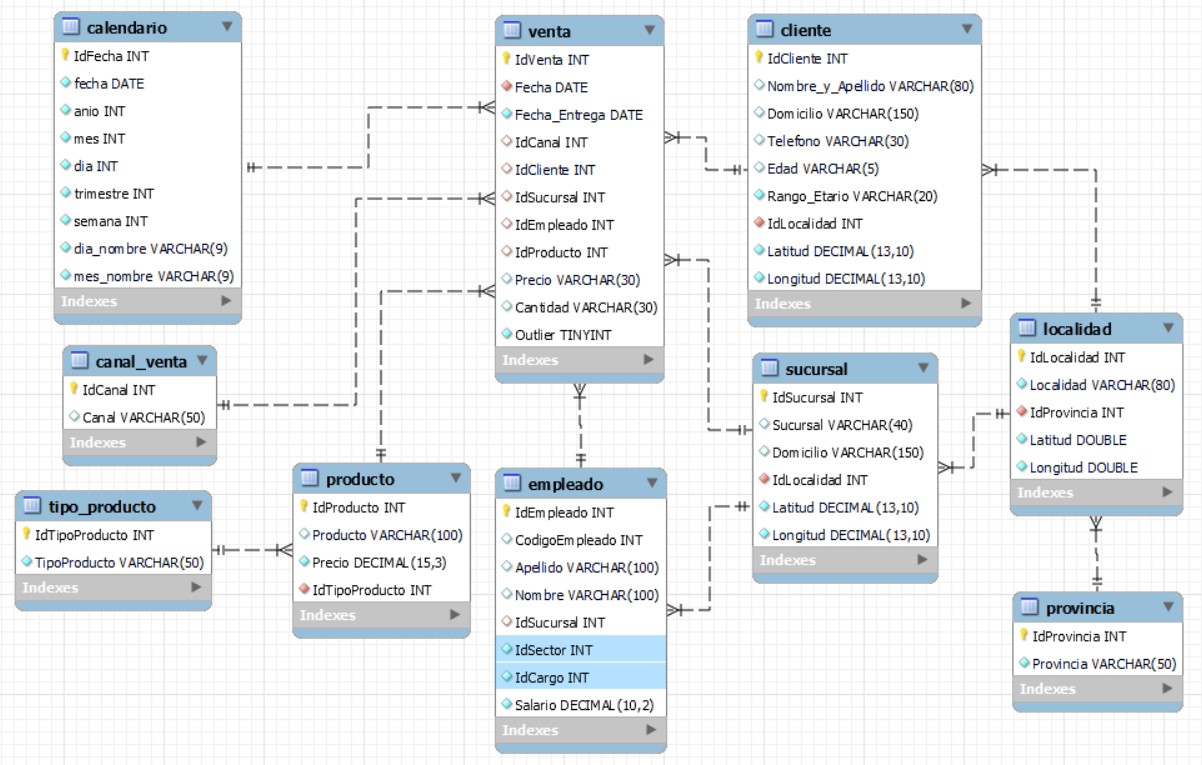 calendario
IdFecha INT
fecha DATE
anio INT
mes INT
dia INT
trimestre INT
semana INT
dia_nombre VARCHAR(9)
mes_nombre VARCHAR(9)
Indexes
venta
IdVenta INT
Fecha DATE
Fecha_Entrega DATE
IdCanal INT
IdCliente INT
IdSucursal INT
IdEmpleado INT
IdProducto INT
Precio VARCHAR(30)
Cantidad VARCHAR(30)
Outlier TINYINT
Indexes
cliente
IdCliente INT
Nombre_y_Apellido VARCHAR(80)
Domicilio VARCHAR(150)
Telefono VARCHAR(30)
Edad VARCHAR(5)
Rango_Etario VARCHAR(20)
IdLocalidad INT
Latitud DECIMAL(13,10)
Longitud DECIMAL(13,10)
Indexes
canal_venta
IdCanal INT
Canal VARCHAR(50)
Indexes
sucursal
IdSucursal INT
Sucursal VARCHAR(40)
Domicilio VARCHAR(150)
IdLocalidad INT
Latitud DECIMAL(13,10)
Longitud DECIMAL(13,10)
Indexes
localidad
IdLocalidad INT
Localidad VARCHAR(80)
IdProvincia INT
Latitud DOUBLE
Longitud DOUBLE
Indexes
tipo_producto
IdTipoProducto INT
TipoProducto VARCHAR(50)
Indexes
producto
IdProducto INT
Producto VARCHAR(100)
Precio DECIMAL(15,3)
IdTipoProducto INT
Indexes
empleado
IdEmpleado INT
CodigoEmpleado INT
Apellido VARCHAR(100)
Nombre VARCHAR(100)
IdSucursal INT
IdSector INT
IdCargo INT
Salario DECIMAL(10,2)
Indexes
provincia
IdProvincia INT
Provincia VARCHAR(50)
Indexes